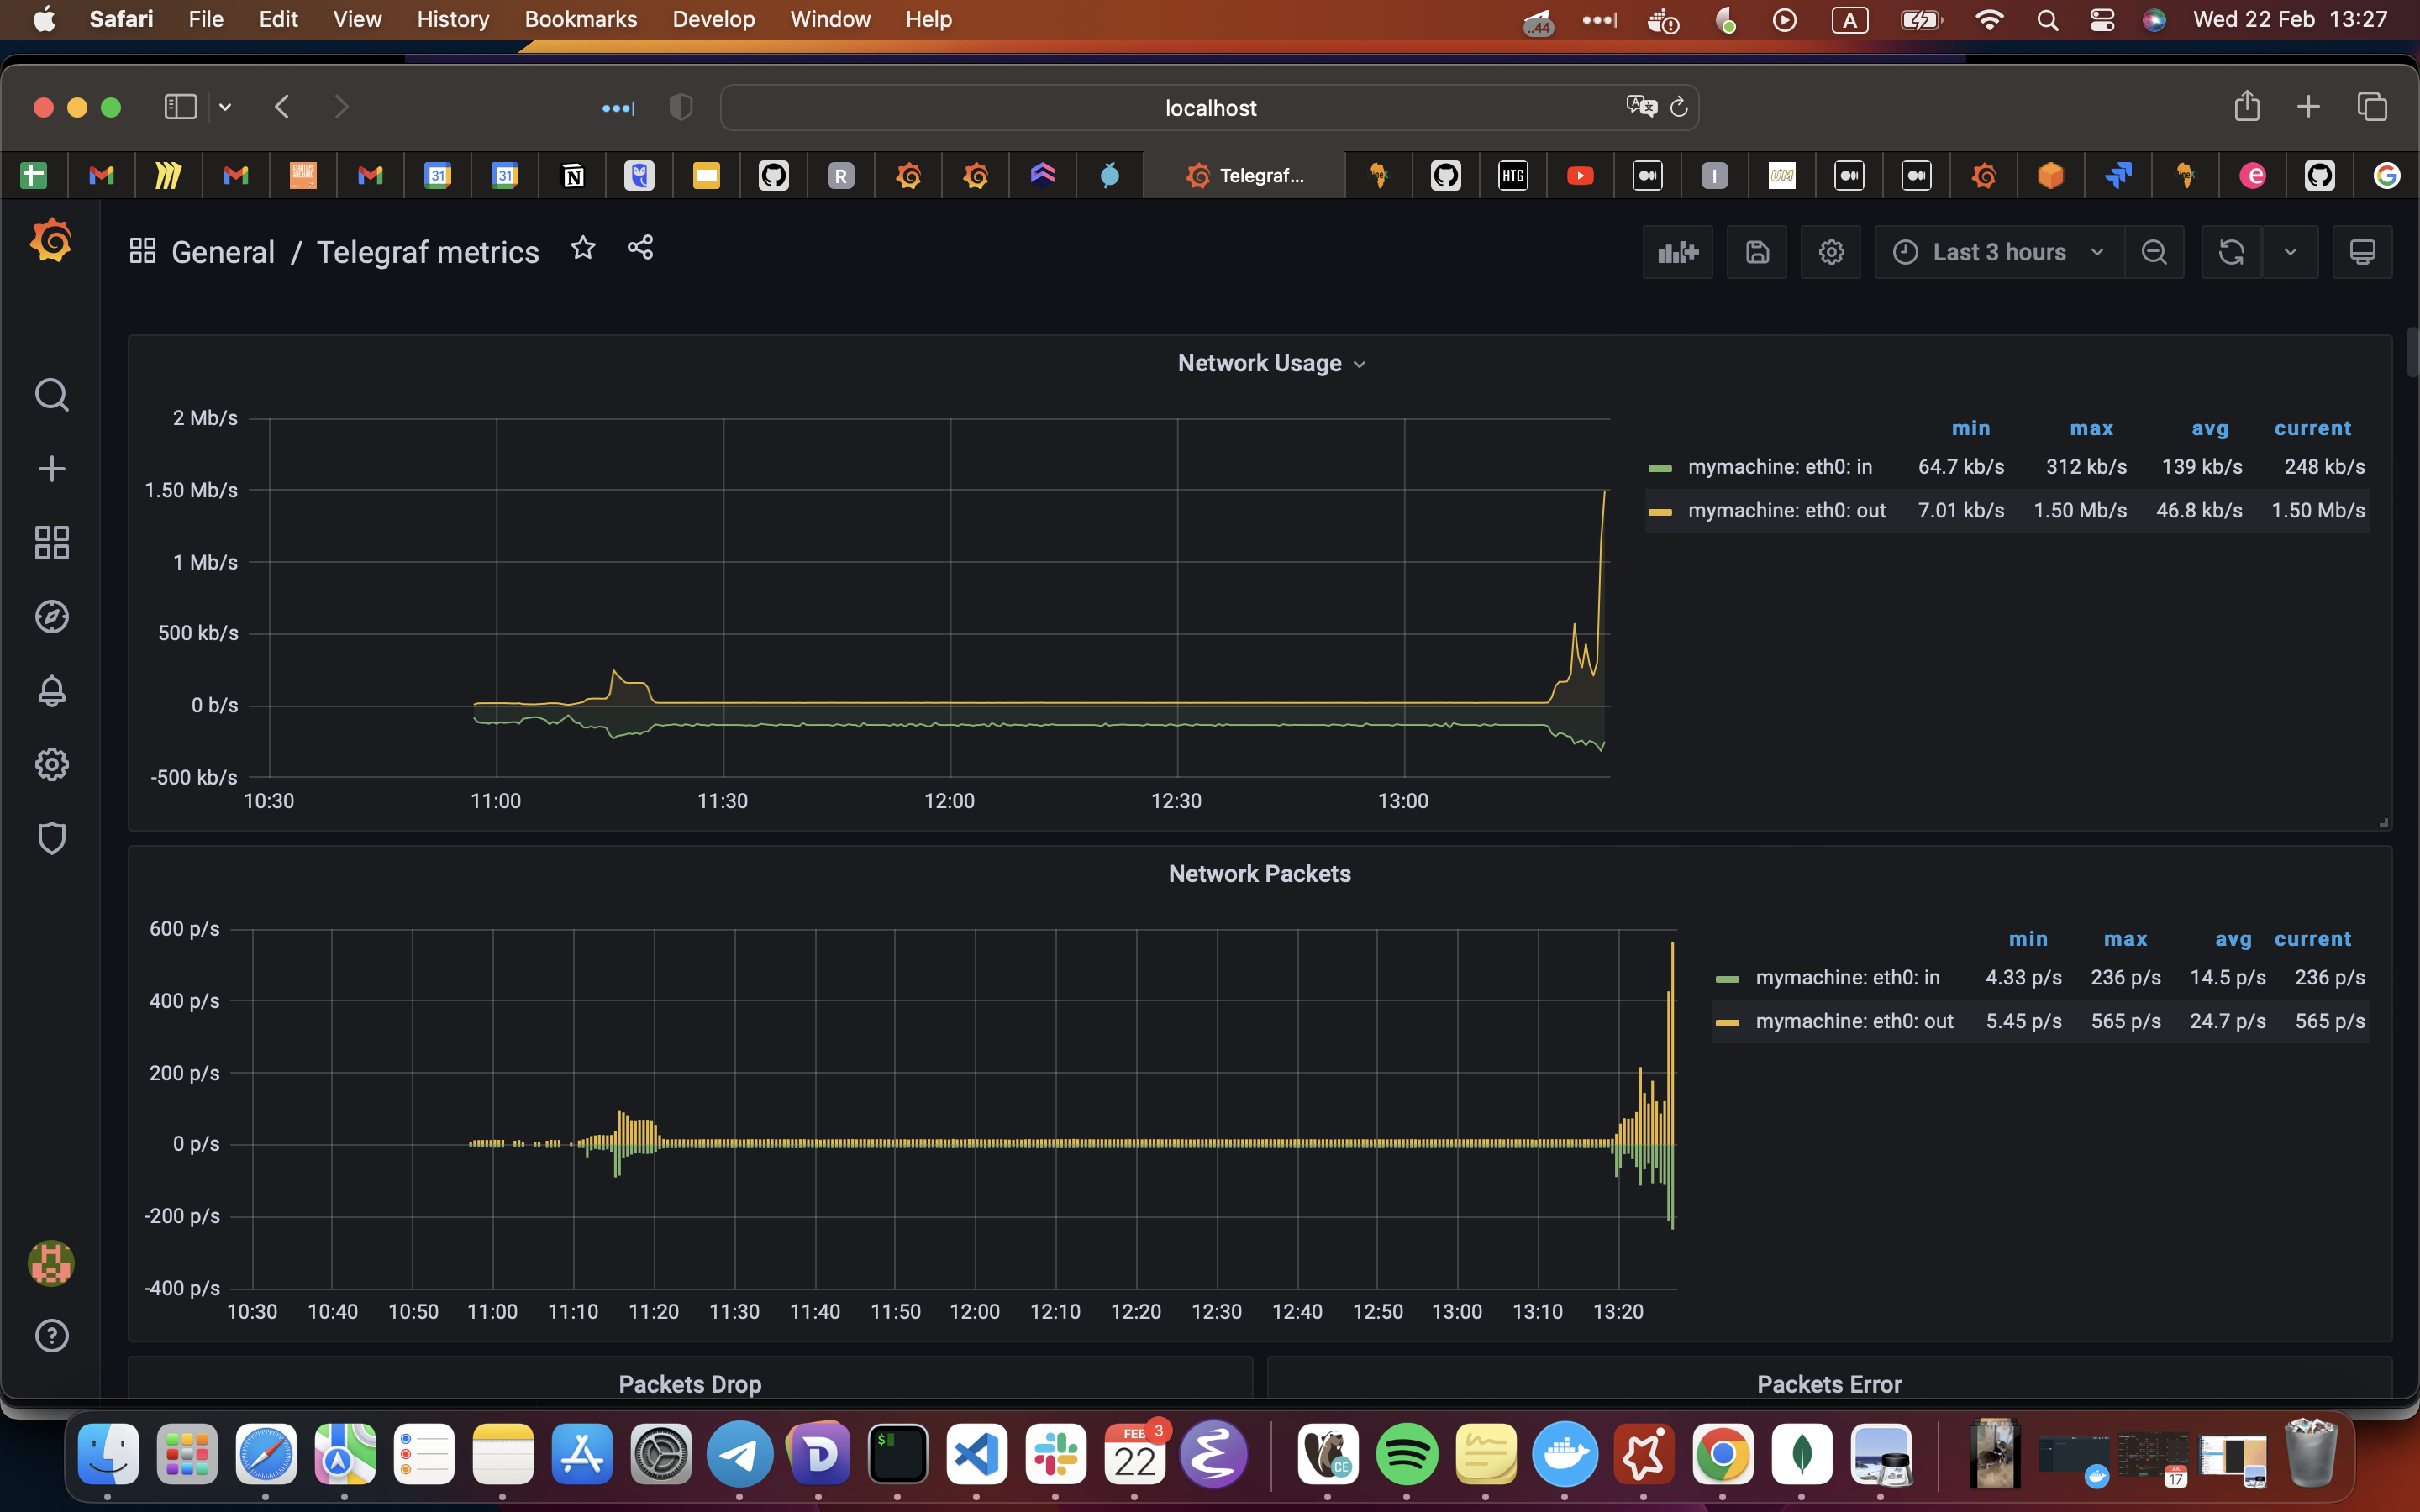 Safari File Edit View History Bookmarks Develop Window Help ..44 A Wed 22 Feb 13:27
localhost
31 31 R Telegraf... HTG I UM e
General / Telegraf metrics Last 3 hours
Network Usage
2 Mb/s
1.50 Mb/s
1 Mb/s
500 kb/s
0 b/s
-500 kb/s
10:30 11:00 11:30 12:00 12:30 13:00
min max avg current
mymachine: eth0: in 64.7 kb/s 312 kb/s 139 kb/s 248 kb/s
mymachine: eth0: out 7.01 kb/s 1.50 Mb/s 46.8 kb/s 1.50 Mb/s
Network Packets
600 p/s
400 p/s
200 p/s
0 p/s
-200 p/s
-400 p/s
10:30 10:40 10:50 11:00 11:10 11:20 11:30 11:40 11:50 12:00 12:10 12:20 12:30 12:40 12:50 13:00 13:10 13:20
min max avg current
mymachine: eth0: in 4.33 p/s 236 p/s 14.5 p/s 236 p/s
mymachine: eth0: out 5.45 p/s 565 p/s 24.7 p/s 565 p/s
Packets Drop
Packets Error
D $ FEB 22 3 CE 17